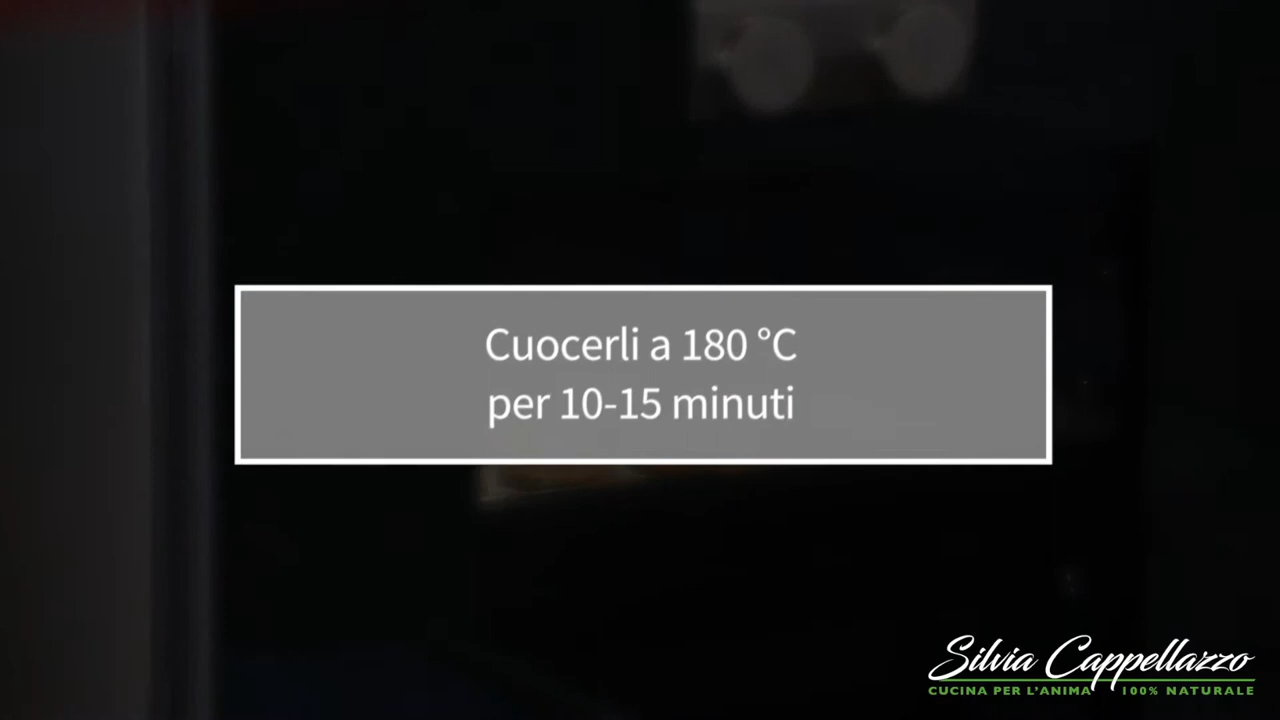 Cuocerli a 180 °C
per 10-15 minuti
Silvia Cappellazzo
CUCINA PER L'ANIMA 100% NATURALE